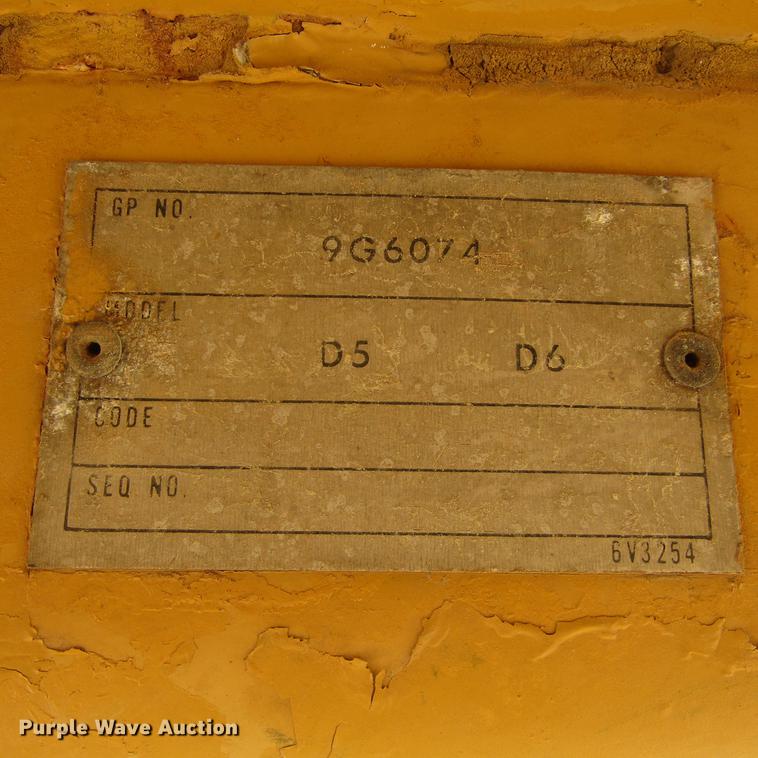 GP NO.
9G6074
MODEL
D5 D6
CODE
SEQ NO.
6V3254
Purple Wave Auction